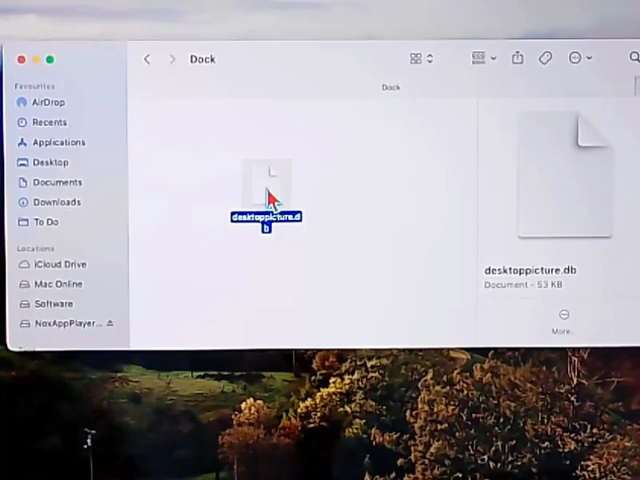 Dock
Dock
Favourites
AirDrop
Recents
Applications
Desktop
Documents
Downloads
To Do
Locations
iCloud Drive
Mac Online
Software
NoxAppPlayer...
desktoppicture.d
b
desktoppicture.db
Document - 53 KB
More..